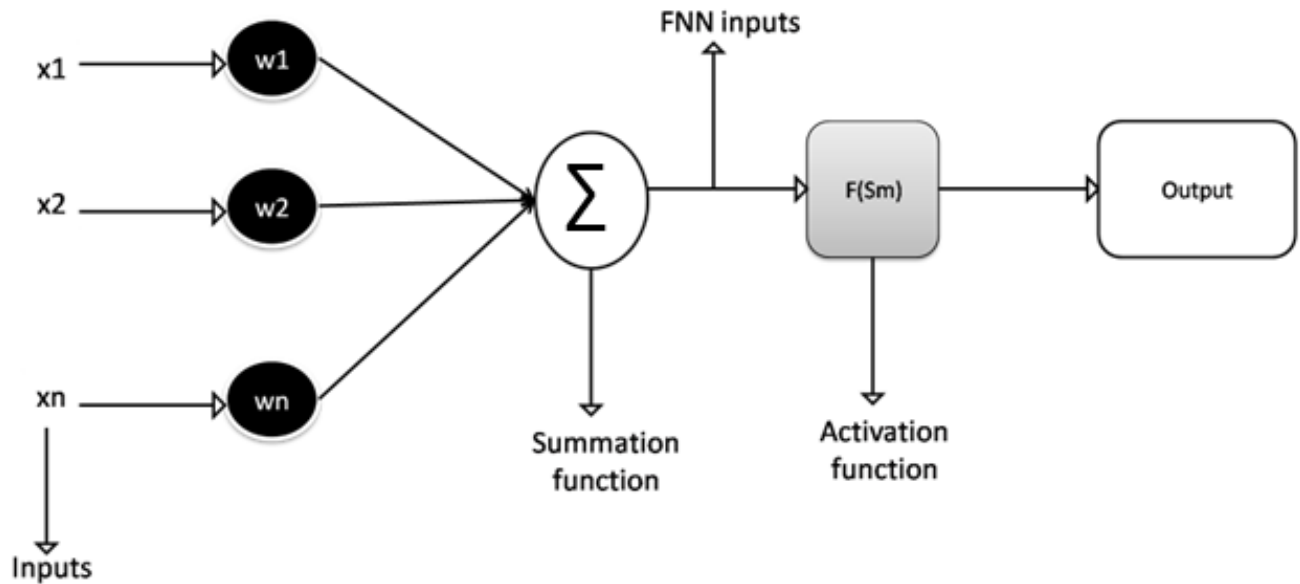 FNN inputs
x1
w1
x2
w2
∑
F(Sm)
Output
xn
wn
Summation
function
Activation
function
Inputs